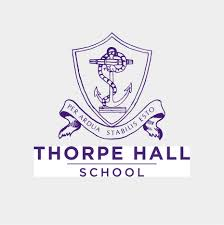 PER ARDUA STABILIS ESTO
THORPE HALL
SCHOOL